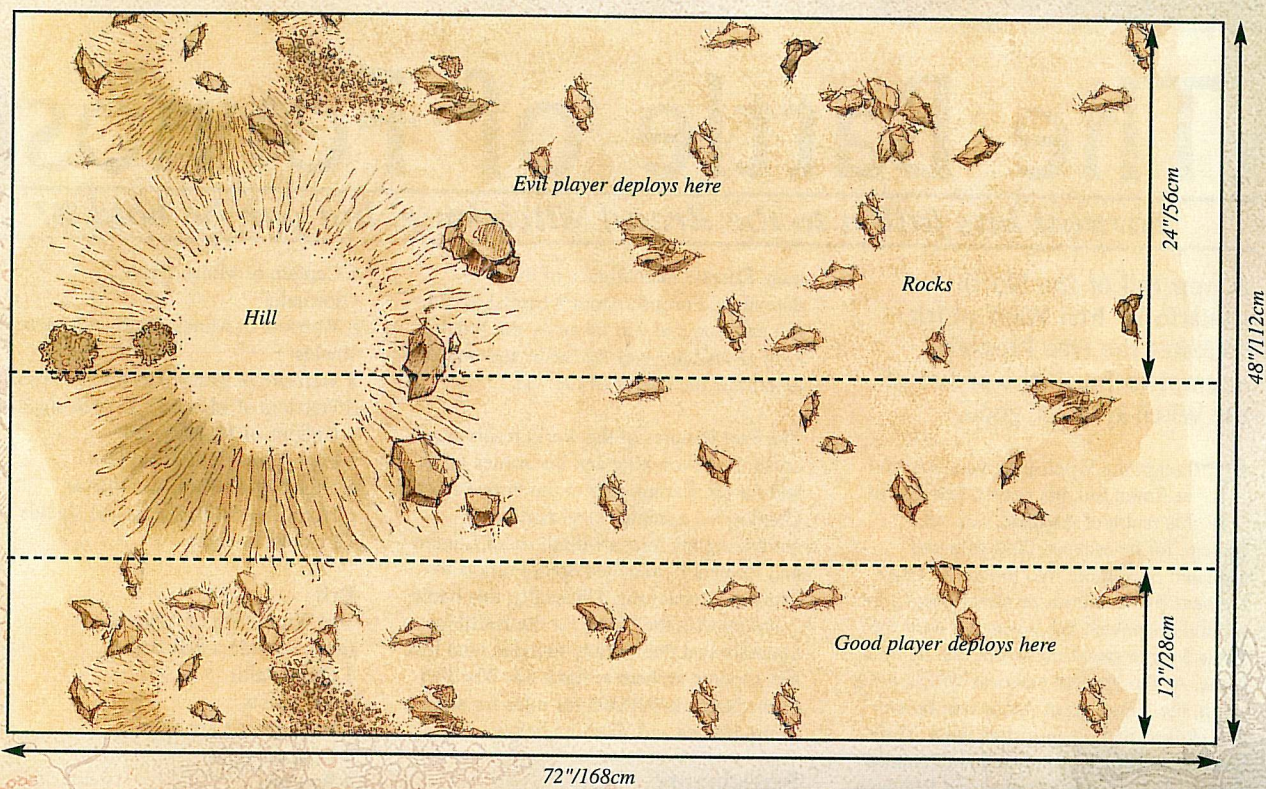 Evil player deploys here
24"/56cm
Rocks
48"/112cm
Hill
Good player deploys here
12"/28cm
72"/168cm